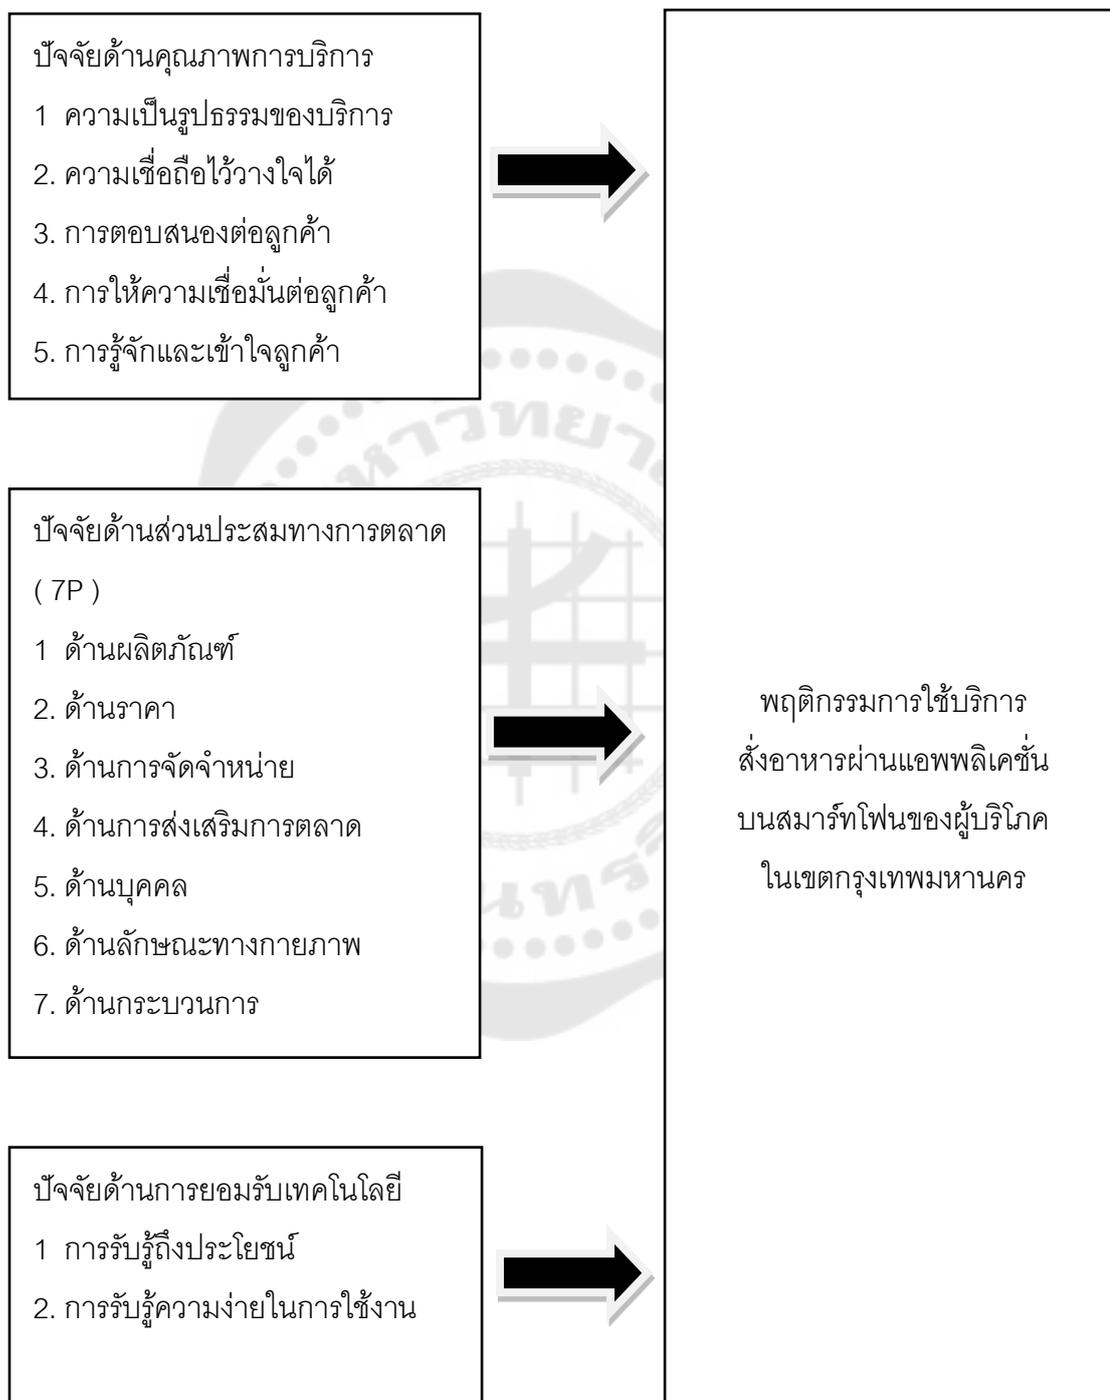 ปัจจัยด้านคุณภาพการบริการ
1 ความเป็นรูปธรรมของบริการ
2. ความเชื่อถือไว้วางใจได้
3. การตอบสนองต่อลูกค้า
4. การให้ความเชื่อมั่นต่อลูกค้า
5. การรู้จักและเข้าใจลูกค้า
ปัจจัยด้านส่วนประสมทางการตลาด
( 7P )
1 ด้านผลิตภัณฑ์
2. ด้านราคา
3. ด้านการจัดจำหน่าย
4. ด้านการส่งเสริมการตลาด
5. ด้านบุคคล
6. ด้านลักษณะทางกายภาพ
7. ด้านกระบวนการ
ปัจจัยด้านการยอมรับเทคโนโลยี
1 การรับรู้ถึงประโยชน์
2. การรับรู้ความง่ายในการใช้งาน
พฤติกรรมการใช้บริการ
สั่งอาหารผ่านแอพพลิเคชั่น
บนสมาร์ทโฟนของผู้บริโภค
ในเขตกรุงเทพมหานคร